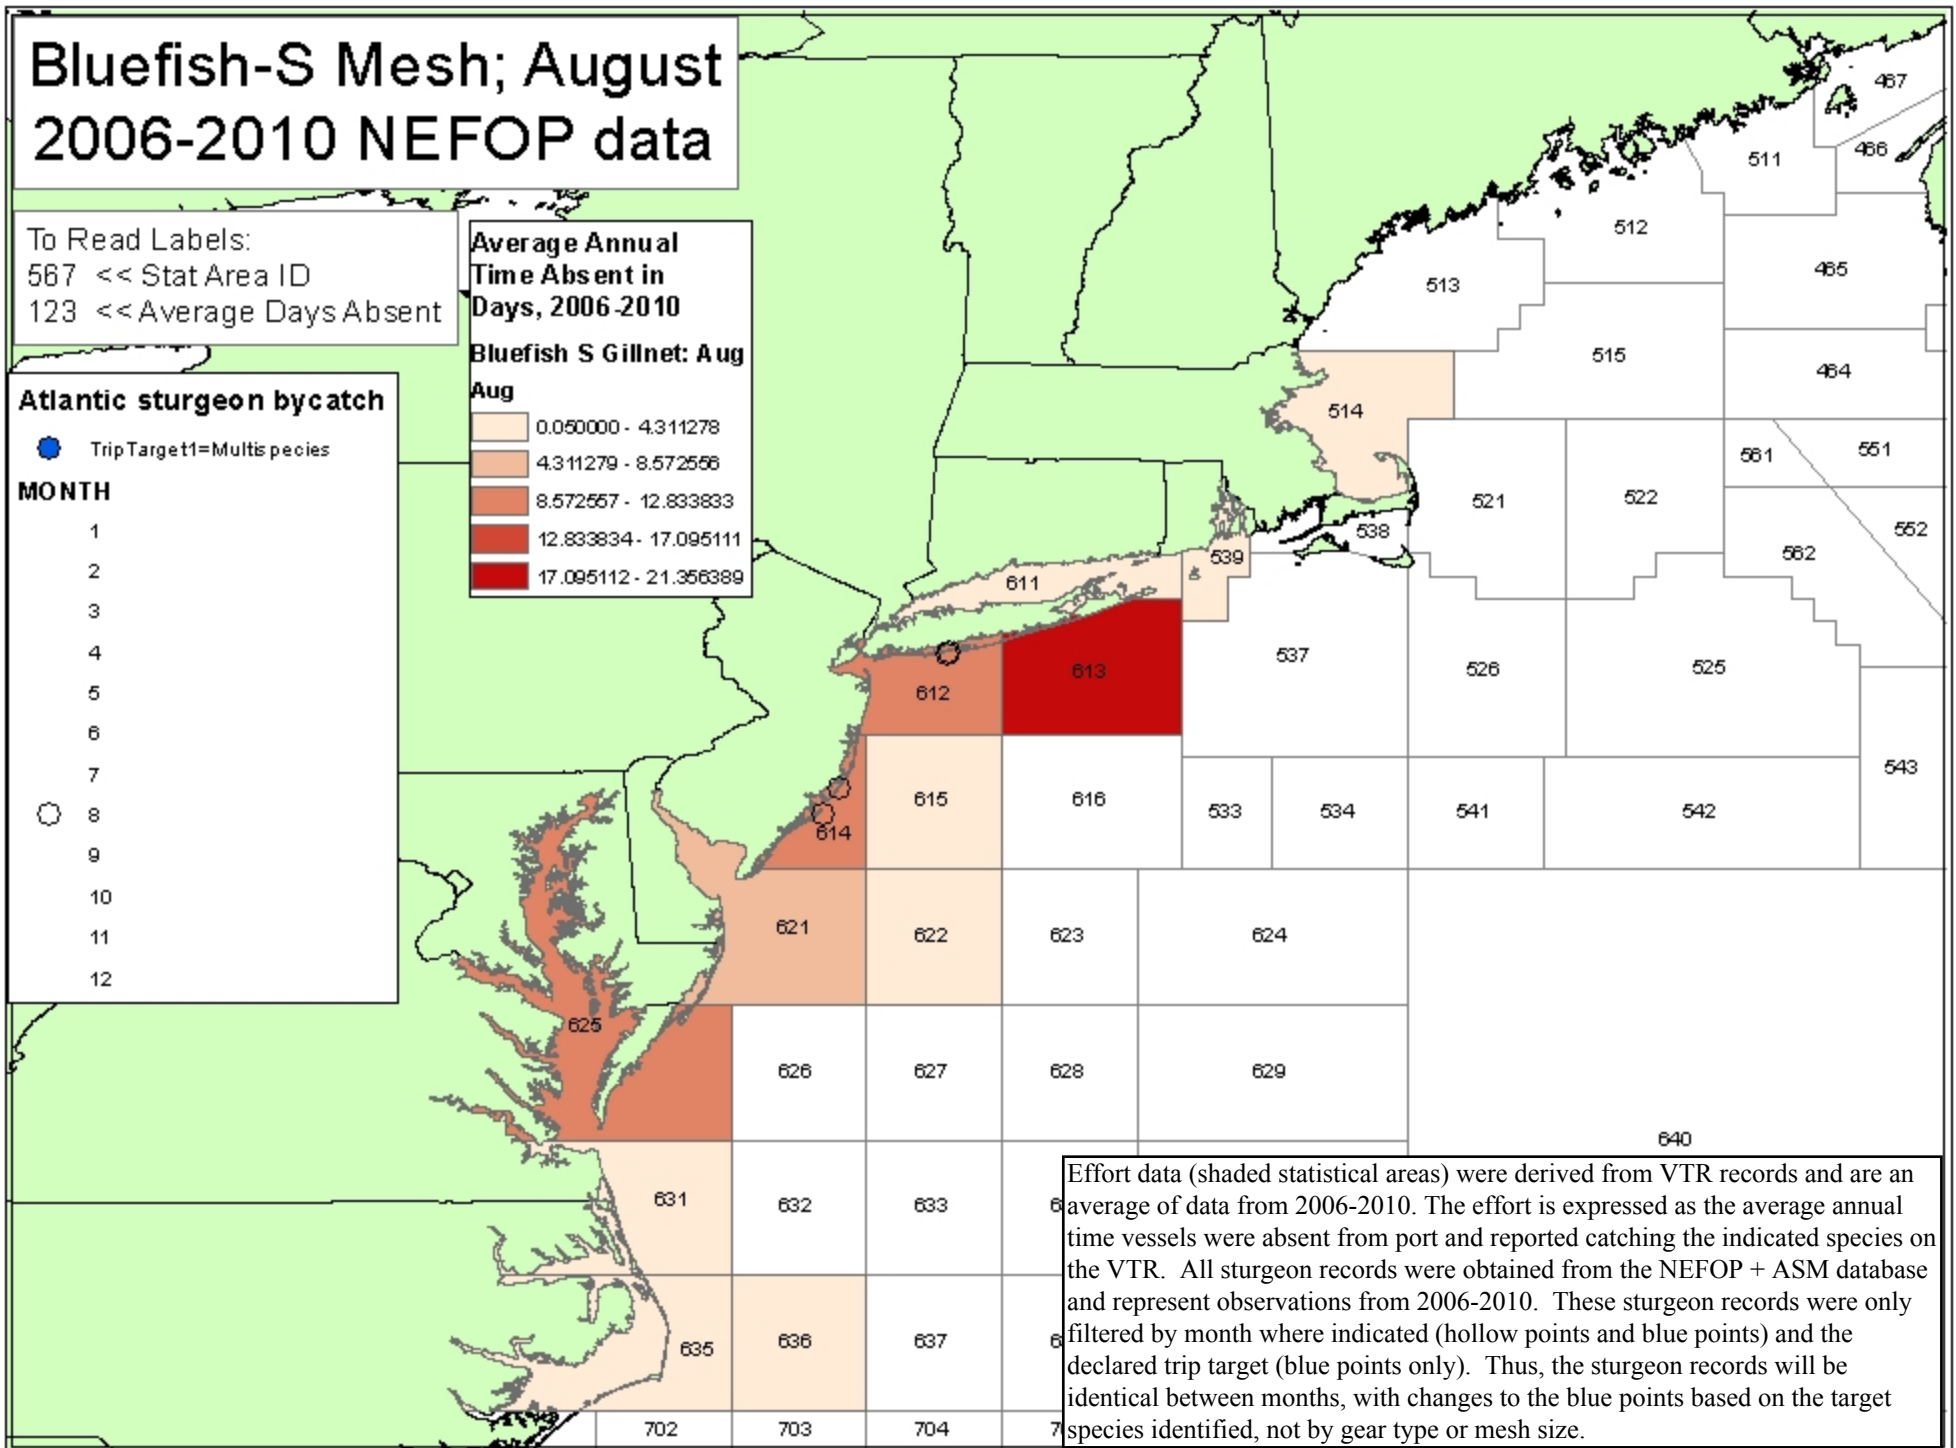 Bluefish-S Mesh; August
2006-2010 NEFOP data
To Read Labels:
567 << Stat Area ID
123 << Average Days Absent
Average Annual
Time Absent in
Days, 2006-2010
Bluefish S Gillnet: Aug
Aug
0.050000 - 4.311278
4.311279 - 8.572556
8.572557 - 12.833833
12.833834 - 17.095111
17.095112 - 21.356389
Atlantic sturgeon bycatch
TripTarget1=Multispecies
MONTH
1
2
3
4
5
6
7
8
9
10
11
12
467
511
466
512
465
513
515
464
514
561
551
521
522
552
538
562
539
611
537
526
525
613
612
543
615
616
533
534
541
542
614
621
622
623
624
625
626
627
628
629
640
631
632
633
635
636
637
702
703
704
Effort data (shaded statistical areas) were derived from VTR records and are an
average of data from 2006-2010. The effort is expressed as the average annual
time vessels were absent from port and reported catching the indicated species on
the VTR. All sturgeon records were obtained from the NEFOP + ASM database
and represent observations from 2006-2010. These sturgeon records were only
filtered by month where indicated (hollow points and blue points) and the
declared trip target (blue points only). Thus, the sturgeon records will be
identical between months, with changes to the blue points based on the target
species identified, not by gear type or mesh size.